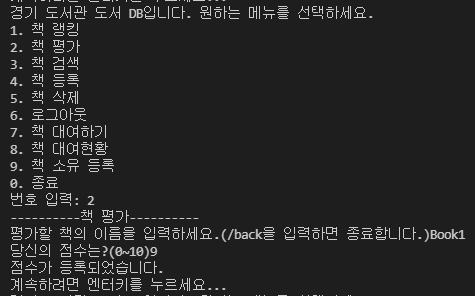 경기 도서관 도서 DB입니다. 원하는 메뉴를 선택하세요.
1. 책 랭킹
2. 책 평가
3. 책 검색
4. 책 등록
5. 책 삭제
6. 로그아웃
7. 책 대여하기
8. 책 대여현황
9. 책 소유 등록
0. 종료
번호 입력: 2
----------책 평가----------
평가할 책의 이름을 입력하세요.(/back을 입력하면 종료합니다.)Book1
당신의 점수는?(0~10)9
점수가 등록되었습니다.
계속하려면 엔터키를 누르세요...